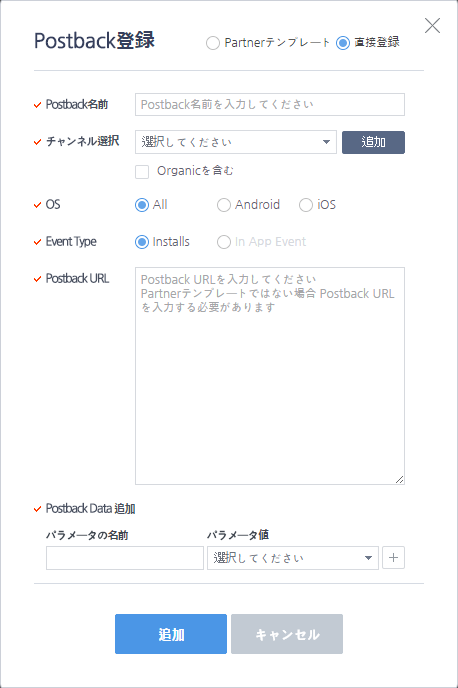 Postback登録
Partnerテンプレート 直接登録
Postback名前 Postback名前を入力してください
チャンネル選択 選択してください 追加
Organicを含む
OS All Android iOS
Event Type Installs In App Event
Postback URL Postback URLを入力してください
Partnerテンプレートではない場合 Postback URL
を入力する必要があります
Postback Data 追加
パラメータの名前 パラメータ値
選択してください +
追加 キャンセル